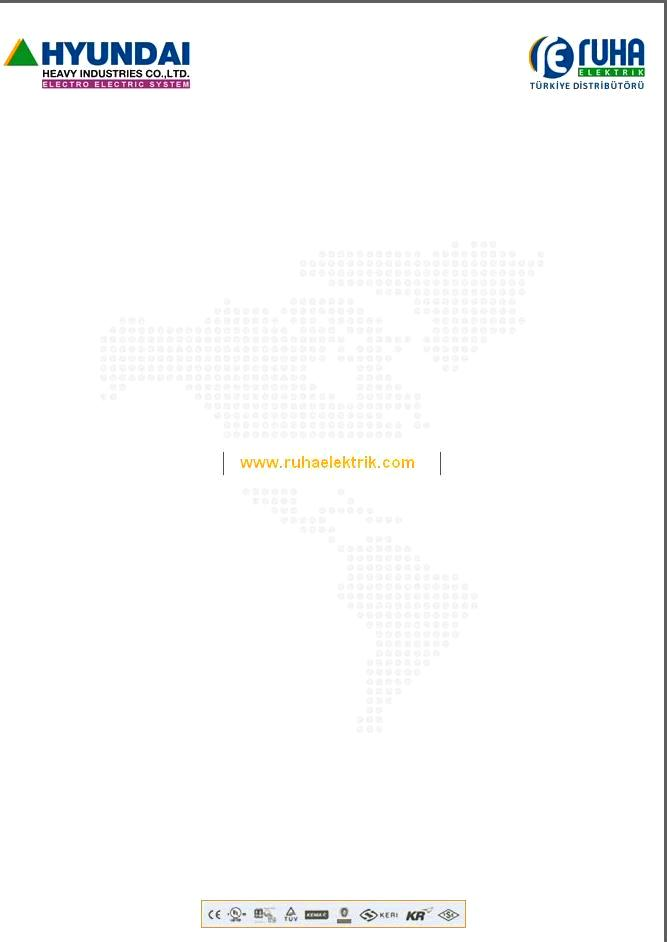 HYUNDAI
HEAVY INDUSTRIES CO.,LTD.
ELECTRO ELECTRIC SYSTEM
RUHA
ELEKTRIK
TÜRKİYE DİSTRİBÜTÖRÜ
www.ruhaelektrik.com
CE UL TÜV KEMA KERI KR